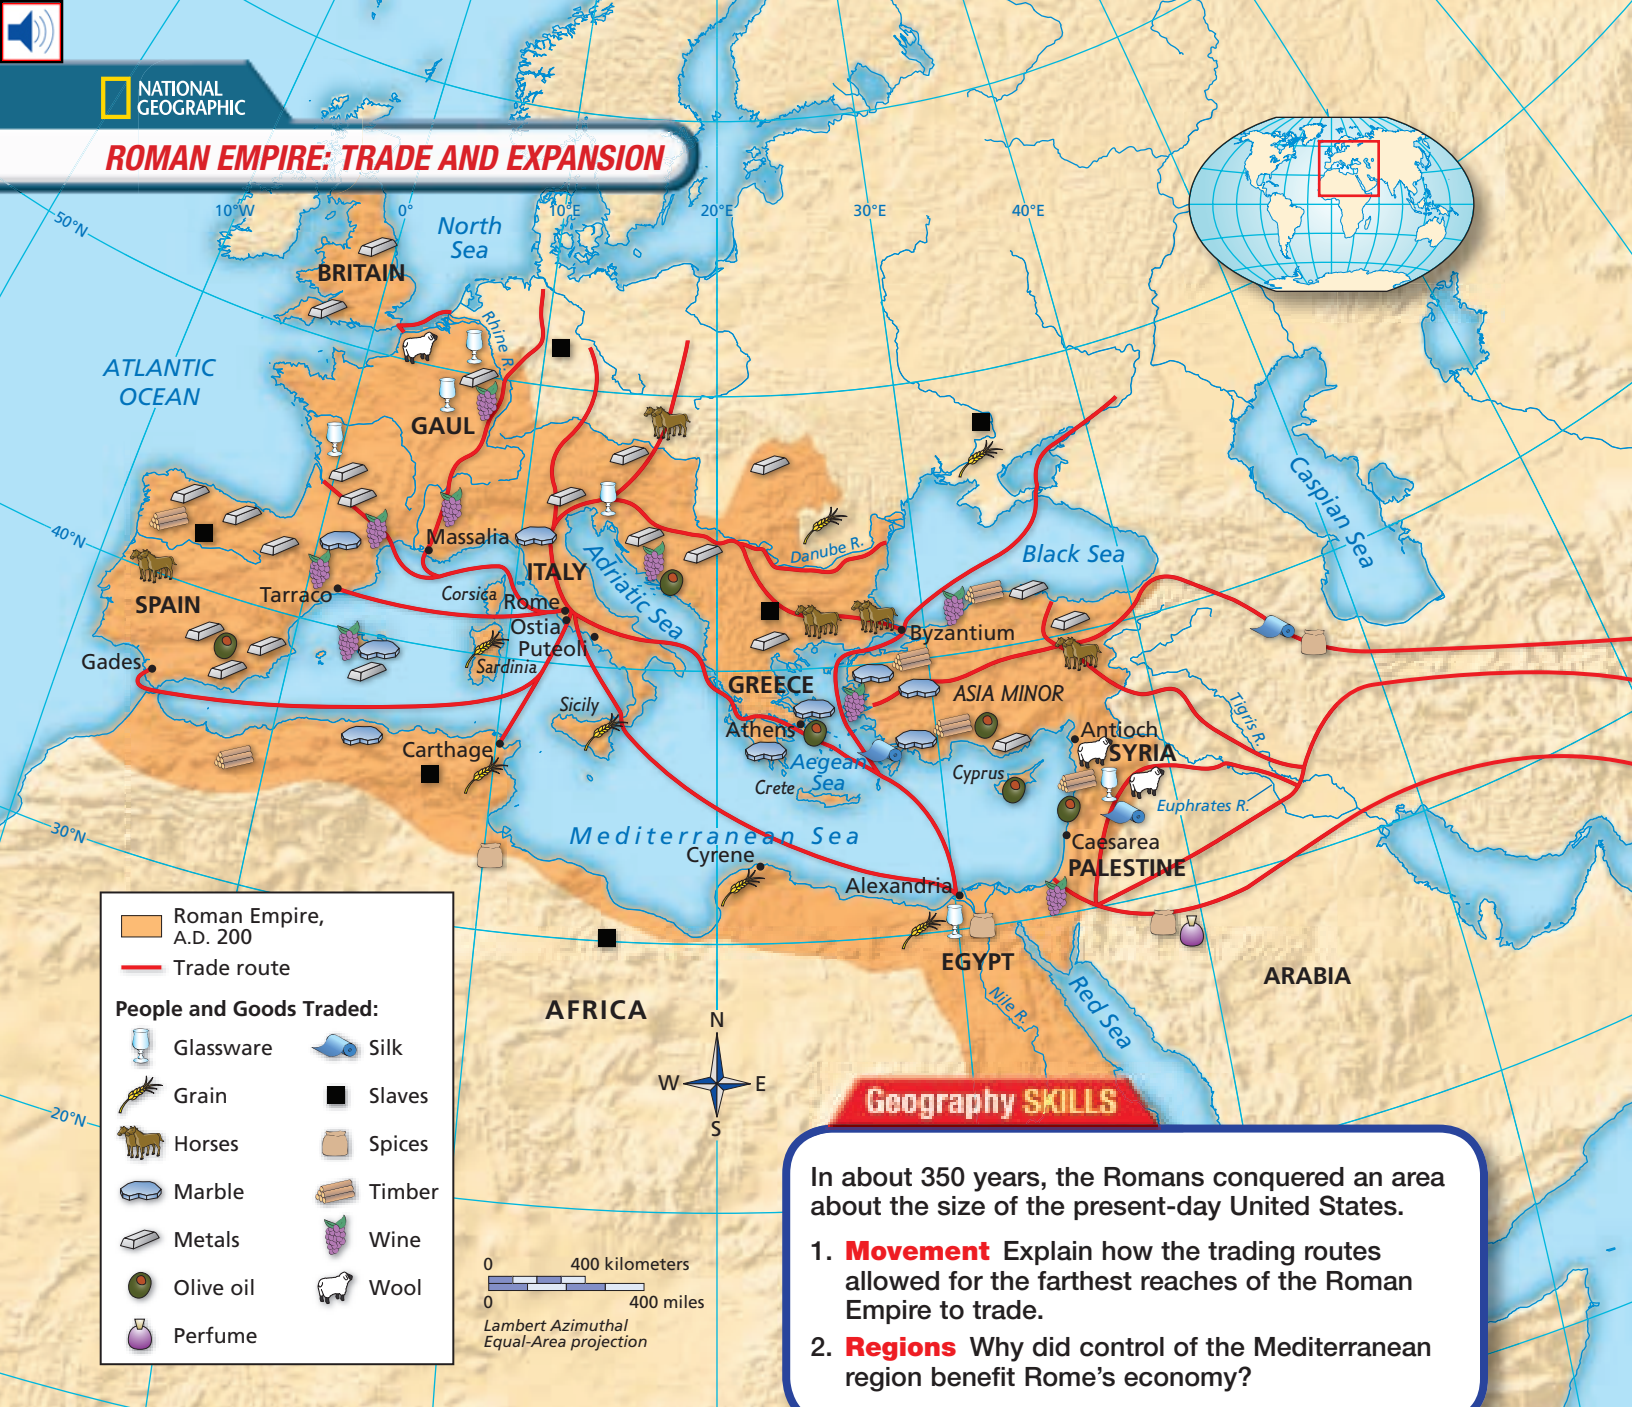 NATIONAL
GEOGRAPHIC
ROMAN EMPIRE: TRADE AND EXPANSION
50°N
10°W
0°
10°E
20°E
30°E
40°E
North
Sea
BRITAIN
Rhine R.
ATLANTIC
OCEAN
GAUL
Caspian Sea
40°N
Massalia
Danube R.
Black Sea
Adriatic Sea
ITALY
Tarraco
Corsica
Rome
SPAIN
Ostia
Byzantium
Puteoli
Gades
Sardinia
GREECE
ASIA MINOR
Sicily
Tigris R.
Athens
Antioch
Carthage
SYRIA
Aegean
Sea
Cyprus
Crete
Euphrates R.
30°N
Mediterranean Sea
Caesarea
Cyrene
PALESTINE
Alexandria
EGYPT
ARABIA
Nile R.
Red Sea
AFRICA
Roman Empire,
A.D. 200
Trade route
People and Goods Traded:
Glassware
Silk
Grain
Slaves
Horses
Spices
Marble
Timber
Metals
Wine
Olive oil
Wool
Perfume
20°N
N
W
E
S
0
400 kilometers
0
400 miles
Lambert Azimuthal
Equal-Area projection
Geography SKILLS
In about 350 years, the Romans conquered an area
about the size of the present-day United States.
1. Movement Explain how the trading routes
allowed for the farthest reaches of the Roman
Empire to trade.
2. Regions Why did control of the Mediterranean
region benefit Rome's economy?